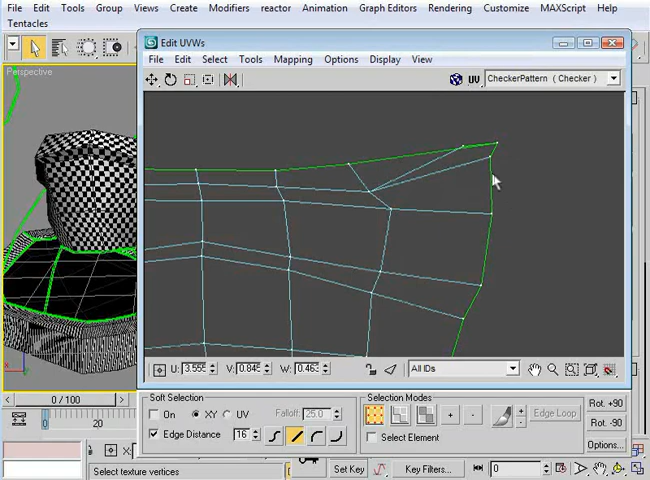 File Edit Tools Group Views Create Modifiers reactor Animation Graph Editors Rendering Customize MAXScript Help
Tentacles
Perspective
Edit UVWs
File Edit Select Tools Mapping Options Display View
UV CheckerPattern ( Checker )
U: 3.555 V: 0.845 W: 0.463 All IDs
x
0 / 100
0 20
Soft Selection
On XY UV Falloff: 25.0
Edge Distance 16
Selection Modes
+ - Edge Loop
Select Element
Rot. +90
Rot. -90
Options...
X:
Select texture vertices
Set Key Key Filters... 0